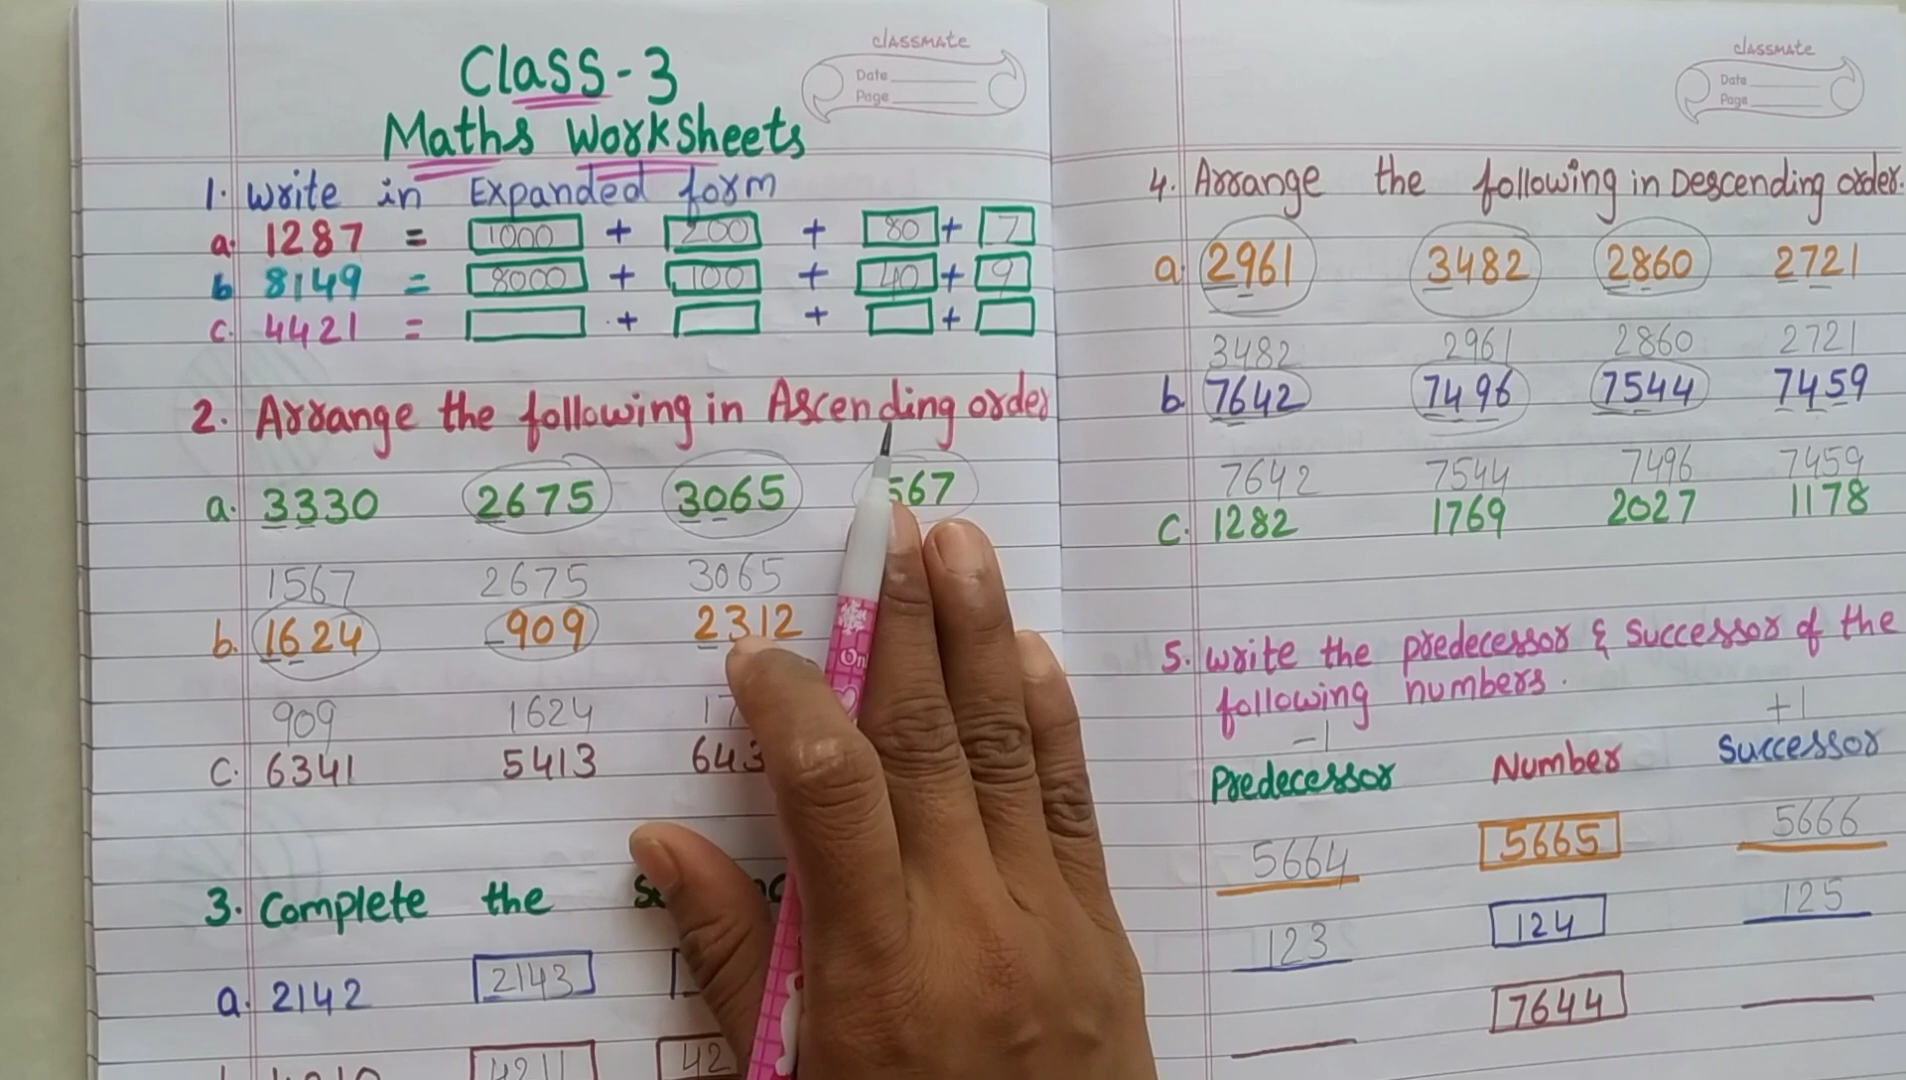 classmate
Date
Page
Class-3
Maths Worksheets
1. Write in Expanded form
a. 1287 = 1000 + 200 + 80 + 7
b 8149 = 8000 + 100 + 40 + 9
c. 4421 = + + +
2. Arrange the following in Ascending order
a. 3330 2675 3065 567
1567 2675 3065
b. 1624 909 2312
909 1624
C. 6341 5413 643
3. Complete the
a. 2142 2143
4211 42
classmate
Date
Page
4. Arrange the following in Descending order.
a. 2961 3482 2860 2721
3482 2961 2860 2721
b 7642 7496 7544 7459
7642 7544 7496 7459
C. 1282 1769 2027 1178
5. Write the predecessor & Successor of the
following numbers.
-1 +1
Predecessor Number Successor
5664 5665 5666
123 124 125
7644